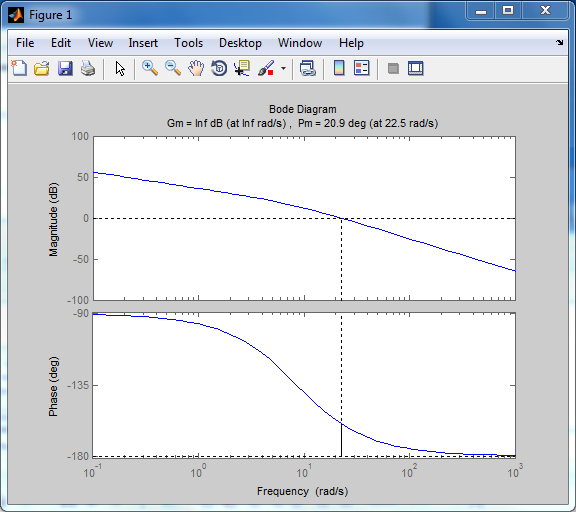 Figure 1
File Edit View Insert Tools Desktop Window Help
Bode Diagram
Gm = Inf dB (at Inf rad/s) , Pm = 20.9 deg (at 22.5 rad/s)
Magnitude (dB)
100
50
0
-50
-100
Phase (deg)
-90
-135
-180
10^-1 10^0 10^1 10^2 10^3
Frequency (rad/s)